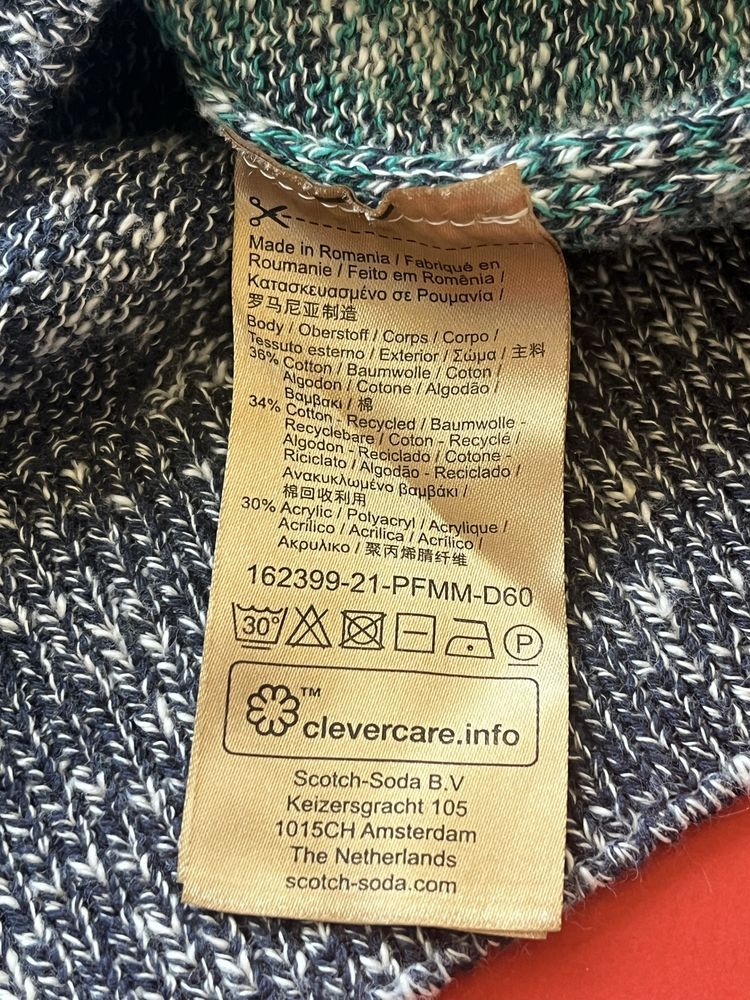 Made in Romania / Fabriqué en
Roumanie / Feito em Romênia /
Κατασκευασμένο σε Ρουμανία /
罗马尼亚制造
Body / Oberstoff / Corps / Corpo /
Tessuto esterno / Exterior / Σώμα / 主料
36% Cotton / Baumwolle / Coton /
Algodon / Cotone / Algodão /
Βαμβακι / 棉
34% Cotton - Recycled / Baumwolle -
Recyclebare / Coton - Recyclé /
Algodon - Reciclado / Cotone -
Riciclato / Algodão - Reciclado /
Ανακυκλωμένο βαμβάκι /
棉回收利用
30% Acrylic / Polyacryl / Acrylique /
Acrílico / Acrilica / Acrílico /
Ακρυλικο / 聚丙烯腈纤维
162399-21-PFMM-D60
30° P
TM
clevercare.info
Scotch-Soda B.V
Keizersgracht 105
1015CH Amsterdam
The Netherlands
scotch-soda.com